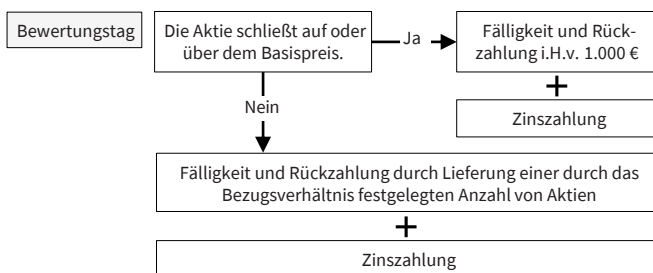 Bewertungstag
Die Aktie schließt auf oder
über dem Basispreis.
Ja
Fälligkeit und Rück-
zahlung i.H.v. 1.000 €
+
Zinszahlung
Nein
Fälligkeit und Rückzahlung durch Lieferung einer durch das
Bezugsverhältnis festgelegten Anzahl von Aktien
+
Zinszahlung